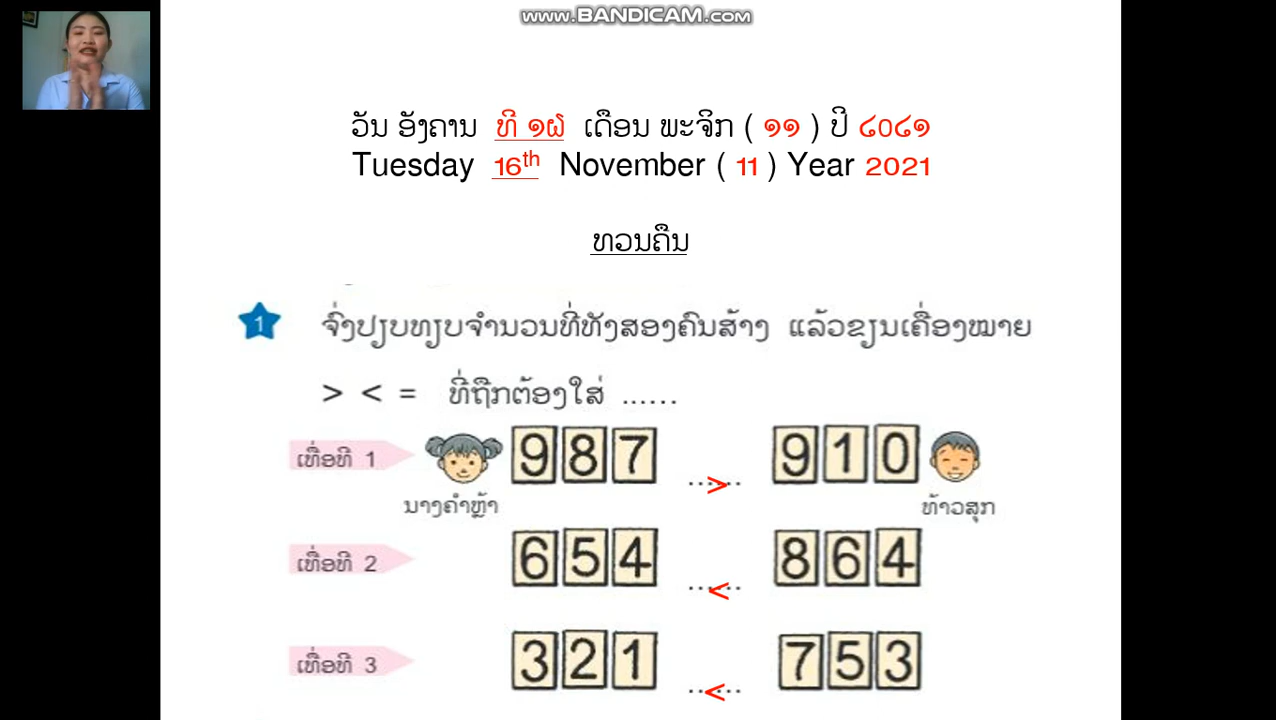 www.BANDICAM.com
ວັນ ອັງຄານ ທີ ໑໖ ເດືອນ ພະຈິກ ( ໑໑ ) ປີ ໒໐໒໑
Tuesday 16th November ( 11 ) Year 2021
ທວນຄືນ
1 ຈົ່ງປຽບທຽບຈຳນວນທີ່ທັງສອງຄົນສ້າງ ແລ້ວຂຽນເຄື່ອງໝາຍ
> < = ທີ່ຖືກຕ້ອງໃສ່ ......
ເທື່ອທີ 1 987 ...>... 910
ນາງຄຳຫຼ້າ ທ້າວສຸກ
ເທື່ອທີ 2 654 ...<... 864
ເທື່ອທີ 3 321 ...<... 753